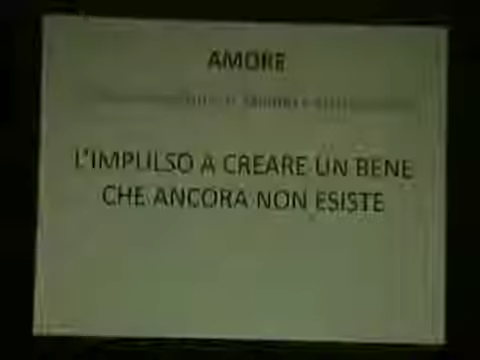 AMORE
L'IMPULSO A CREARE UN BENE
CHE ANCORA NON ESISTE